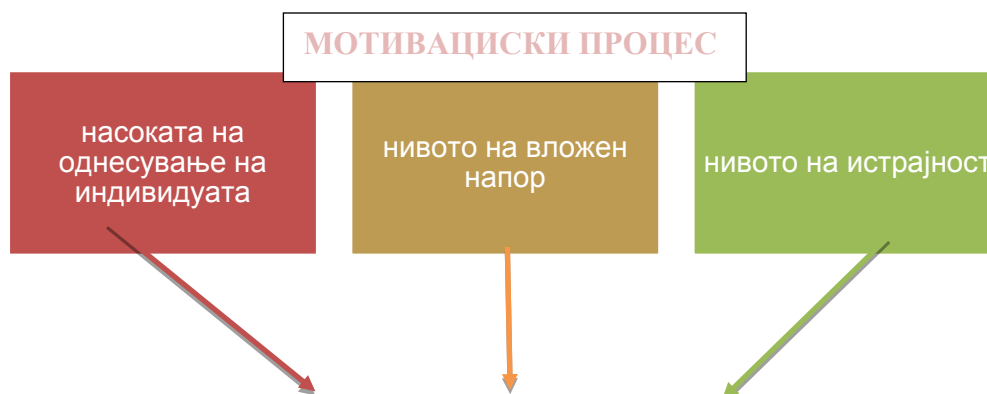 МОТИВАЦИСКИ ПРОЦЕС
насоката на
однесување на
индивидуата
нивото на вложен
напор
нивото на истрајност